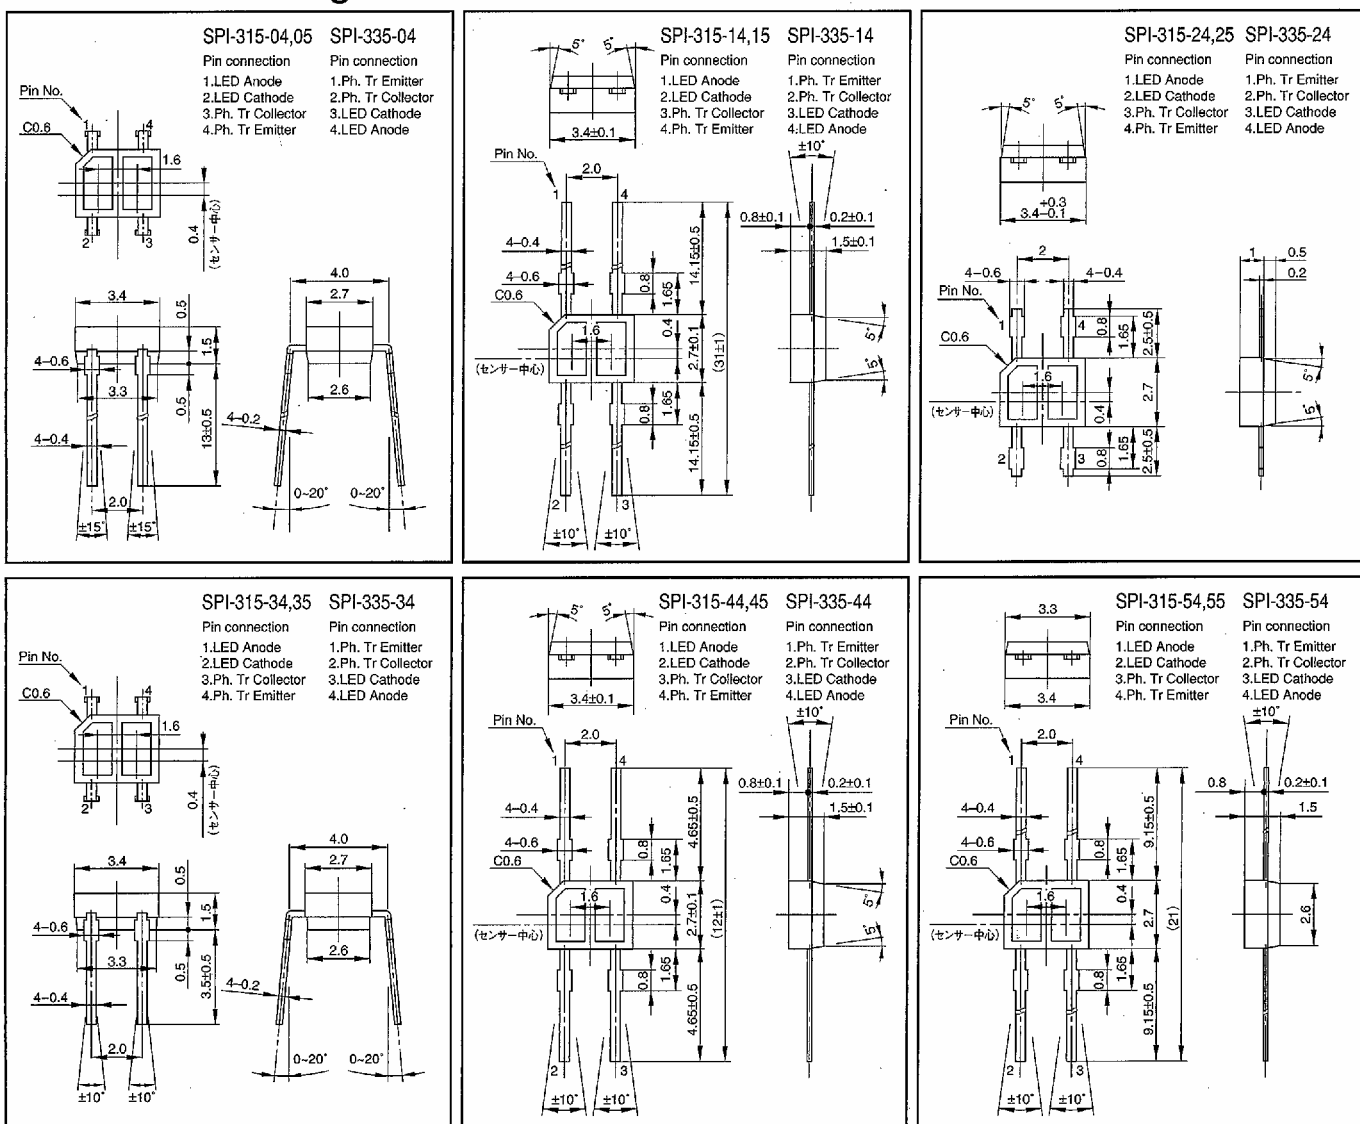 g
SPI-315-04,05 SPI-335-04
Pin connection Pin connection
1.LED Anode 1.Ph. Tr Emitter
2.LED Cathode 2.Ph. Tr Collector
3.Ph. Tr Collector 3.LED Cathode
4.Ph. Tr Emitter 4.LED Anode
Pin No.
C0.6
1
4
1.6
2
3
0.4
(センサー中心)
3.4
0.5
1.5
4–0.6
3.3
0.5
13±0.5
4–0.4
2.0
±15° ±15°
4.0
2.7
2.6
4–0.2
0~20° 0~20°
SPI-315-14,15 SPI-335-14
Pin connection Pin connection
1.LED Anode 1.Ph. Tr Emitter
2.LED Cathode 2.Ph. Tr Collector
3.Ph. Tr Collector 3.LED Cathode
4.Ph. Tr Emitter 4.LED Anode
5° 5°
3.4±0.1
Pin No.
2.0
1
4
4–0.4
4–0.6
C0.6
1.6
(センサー中心)
0.8
1.65
0.4
14.15±0.5
2.7±0.1
(31±1)
0.8
1.65
14.15±0.5
2
3
±10° ±10°
±10°
0.8±0.1 0.2±0.1
1.5±0.1
5°
5°
SPI-315-24,25 SPI-335-24
Pin connection Pin connection
1.LED Anode 1.Ph. Tr Emitter
2.LED Cathode 2.Ph. Tr Collector
3.Ph. Tr Collector 3.LED Cathode
4.Ph. Tr Emitter 4.LED Anode
5° 5°
+0.3
3.4–0.1
2
4–0.6 4–0.4
Pin No.
1
4
C0.6
0.8
1.65
2.5±0.5
1.6
(センサー中心)
0.4
2.7
2
3
0.8
1.65
2.5±0.5
1 0.5
0.2
5°
5°
SPI-315-34,35 SPI-335-34
Pin connection Pin connection
1.LED Anode 1.Ph. Tr Emitter
2.LED Cathode 2.Ph. Tr Collector
3.Ph. Tr Collector 3.LED Cathode
4.Ph. Tr Emitter 4.LED Anode
Pin No.
C0.6
1
4
1.6
2
3
0.4
(センサー中心)
3.4
0.5
1.5
4–0.6
3.3
0.5
3.5±0.5
4–0.4
2.0
±10° ±10°
4.0
2.7
2.6
4–0.2
0~20° 0~20°
SPI-315-44,45 SPI-335-44
Pin connection Pin connection
1.LED Anode 1.Ph. Tr Emitter
2.LED Cathode 2.Ph. Tr Collector
3.Ph. Tr Collector 3.LED Cathode
4.Ph. Tr Emitter 4.LED Anode
5° 5°
3.4±0.1
Pin No.
2.0
1
4
4–0.4
4–0.6
C0.6
1.6
(センサー中心)
0.8
1.65
0.4
4.65±0.5
2.7±0.1
(12±1)
0.8
1.65
4.65±0.5
2
3
±10° ±10°
±10°
0.8±0.1 0.2±0.1
1.5±0.1
5°
5°
SPI-315-54,55 SPI-335-54
Pin connection Pin connection
1.LED Anode 1.Ph. Tr Emitter
2.LED Cathode 2.Ph. Tr Collector
3.Ph. Tr Collector 3.LED Cathode
4.Ph. Tr Emitter 4.LED Anode
3.3
3.4
Pin No.
2.0
1
4
4–0.4
4–0.6
C0.6
1.6
(センサー中心)
0.8
1.65
0.4
9.15±0.5
2.7
(21)
0.8
1.65
9.15±0.5
2
3
±10° ±10°
±10°
0.8 0.2±0.1
1.5
2.6